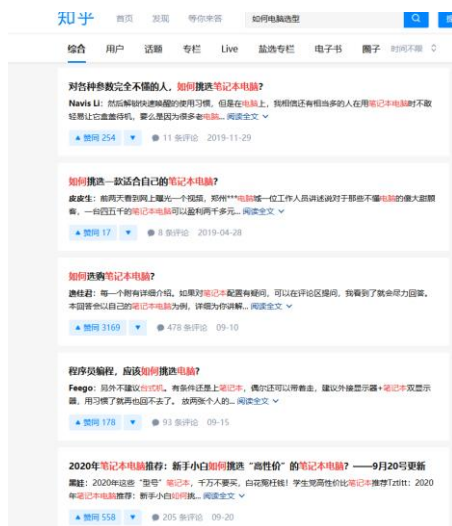 知乎 首页 发现 等你来答 如何电脑选型
综合 用户 话题 专栏 Live 盐选专栏 电子书 圈子 时间不限
对各种参数完全不懂的人，如何挑选笔记本电脑？
Navis Li：然后解锁快速唤醒的使用习惯，但是在电脑上，我相信还有相当多的人在用笔记本电脑时不敢
轻易让它盒盖待机，要么是因为很多老电脑... 阅读全文
赞同 254 11 条评论 2019-11-29
如何挑选一款适合自己的笔记本电脑？
皮皮生：前两天看到网上曝光一个视频，郑州***电脑城一位工作人员讲述说对于那些不懂电脑的傻大甜顾
客，一台四五千的笔记本电脑可以盈利两千多元... 阅读全文
赞同 17 8 条评论 2019-04-28
如何选购笔记本电脑？
逸佳君：每一个附有详细介绍。如果对笔记本配置有疑问，可以在评论区提问，我看到了就会尽力回答。
本回答会以自己的笔记本电脑为例，详细为你讲解... 阅读全文
赞同 3169 478 条评论 09-10
程序员编程，应该如何挑选电脑？
Feego：另外不建议台式机。有条件还是上笔记本，偶尔还可以带着走，建议外接显示器+笔记本双显示
器，用习惯了就再也回不去了。 放两张个人的... 阅读全文
赞同 178 93 条评论 09-15
2020年笔记本电脑推荐：新手小白如何挑选“高性价”的笔记本电脑？——9月20号更新
黑鲑：2020年这些“型号”笔记本，千万不要买，白花冤枉钱！学生党高性价比笔记本推荐Tztitt：2020
年笔记本电脑推荐：新手小白如何挑... 阅读全文
赞同 558 205 条评论 09-20